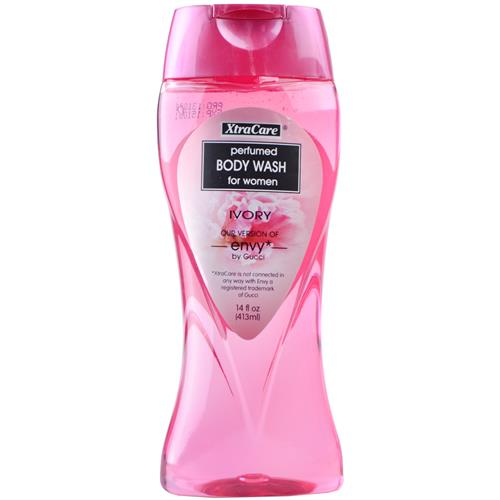 XtraCare®
perfumed
BODY WASH
for women
IVORY
OUR VERSION OF
envy*
by Gucci
*XtraCare is not connected in
any way with Envy a
registered trademark
of Gucci
14 fl oz
(413ml)